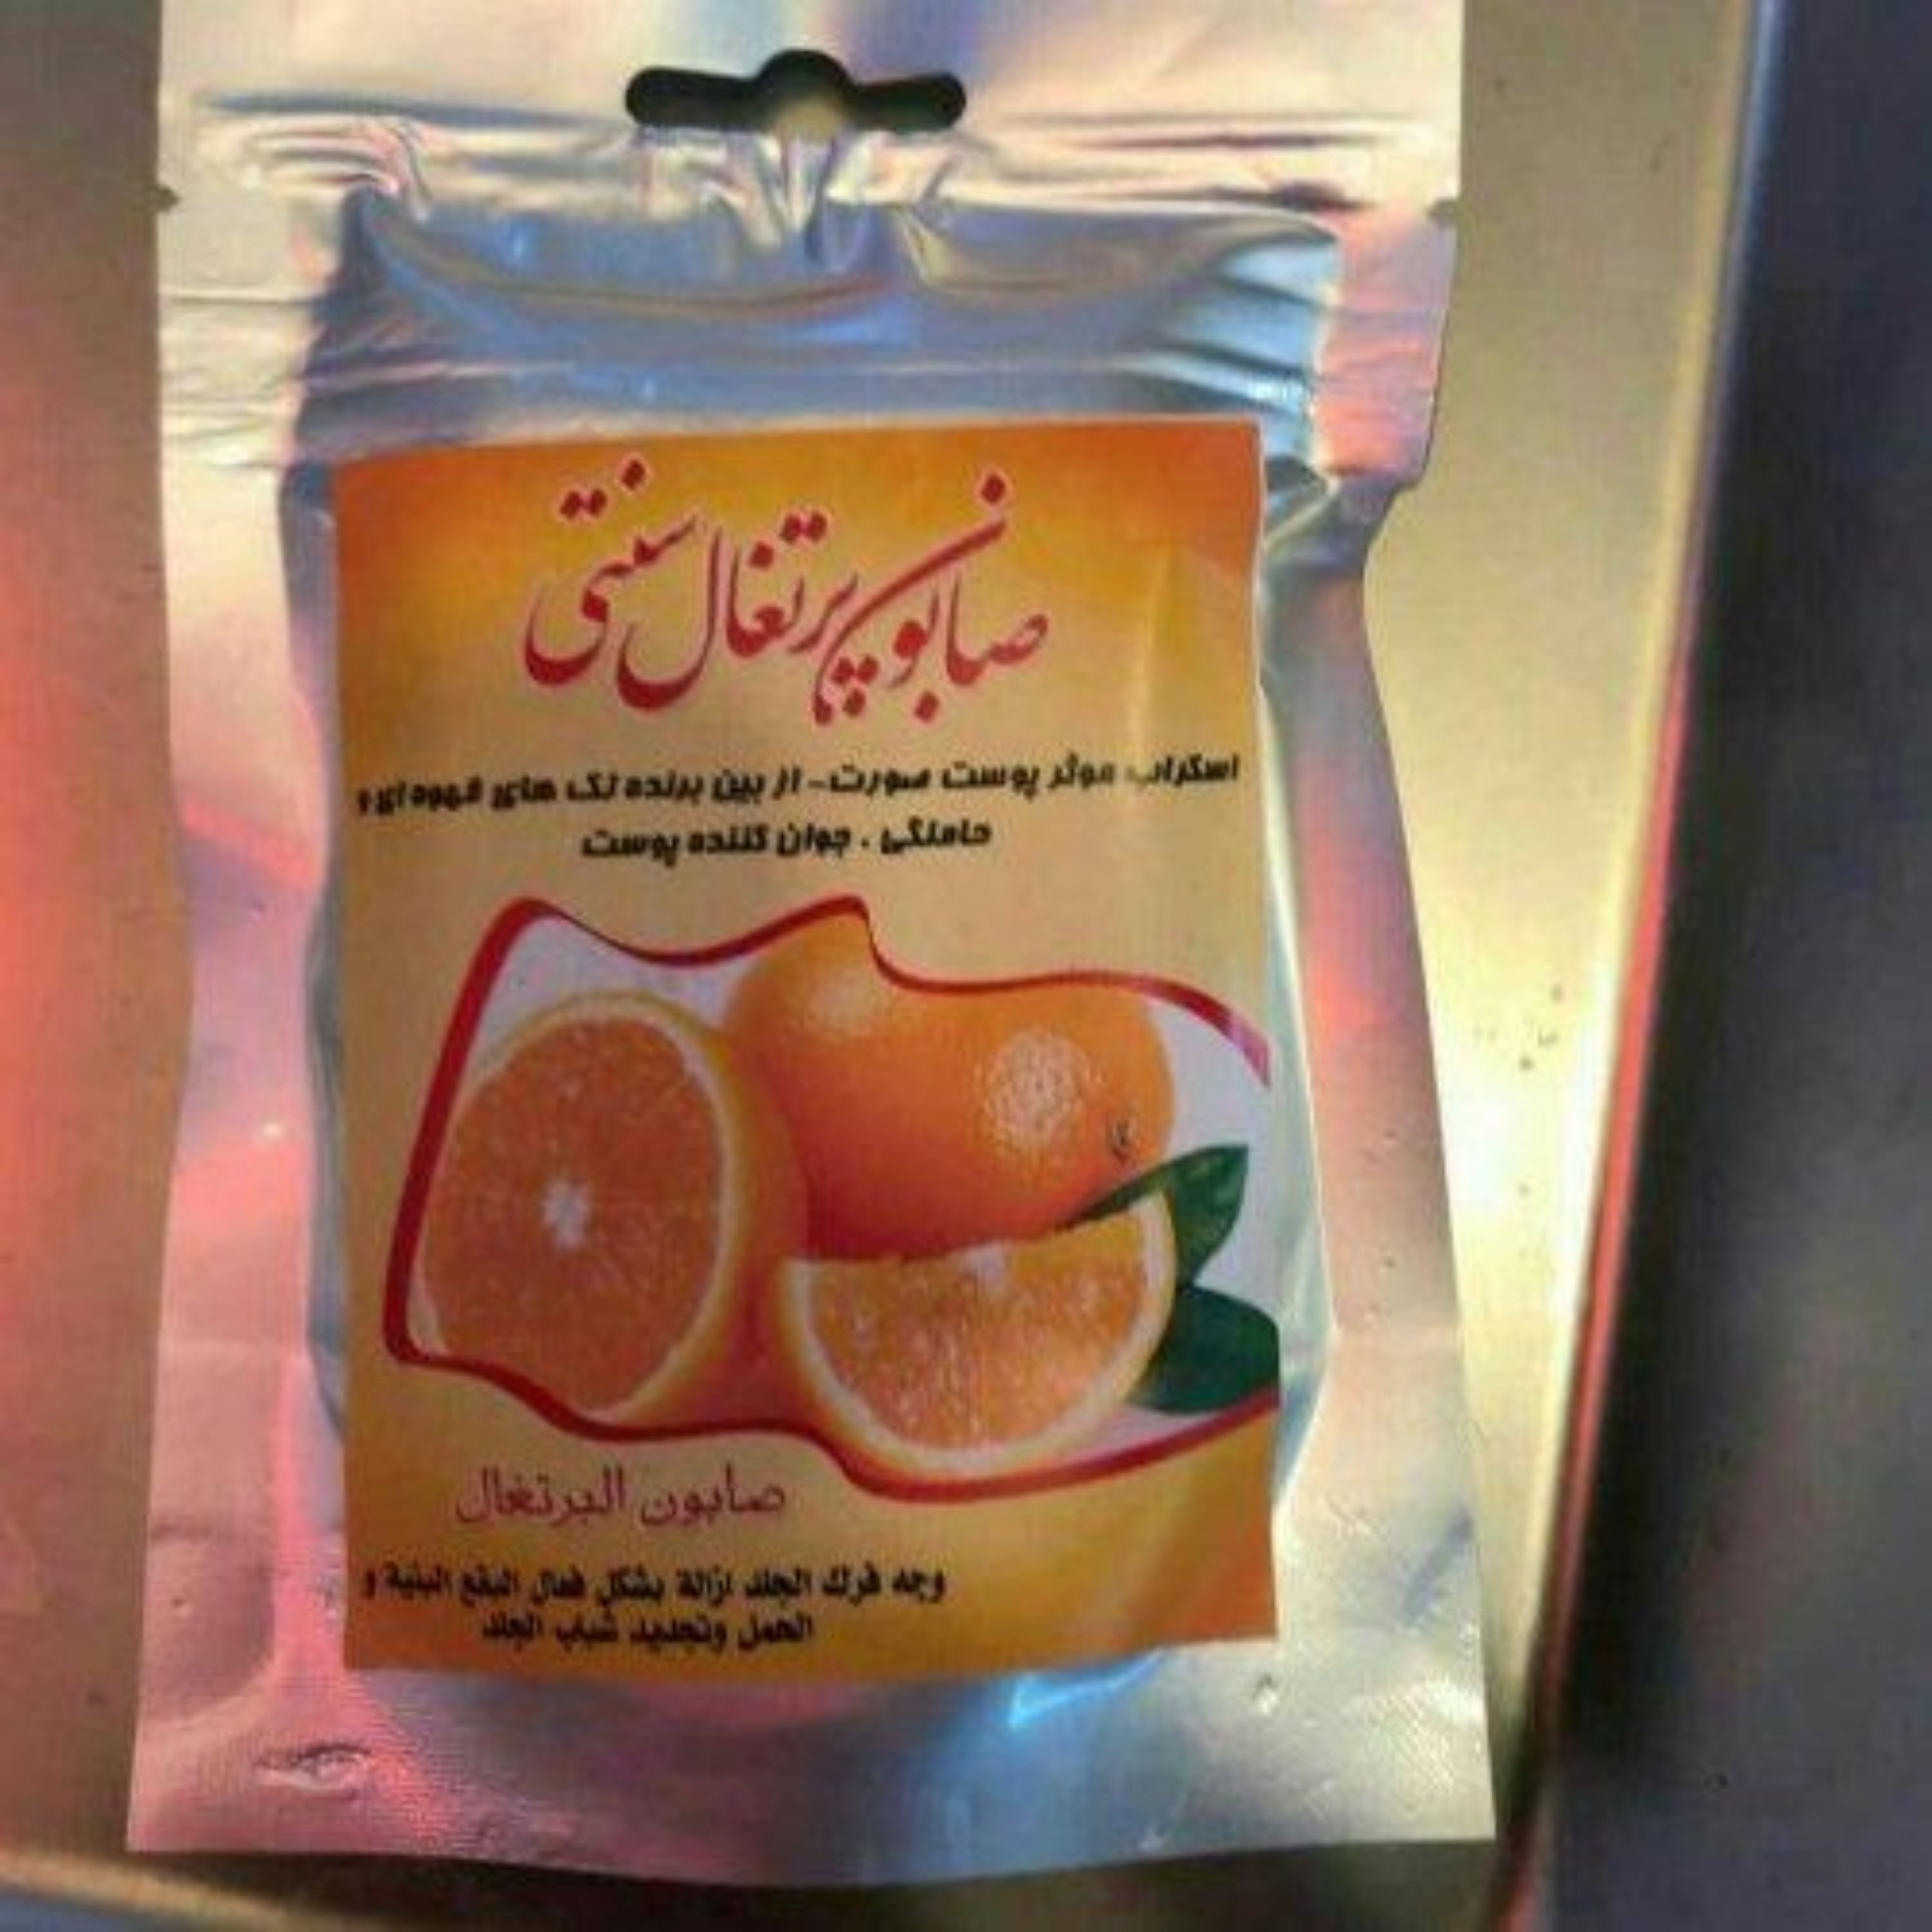 صابون پرتغال سنتی
اسکراب موثر پوست صورت- از بین برنده لک های قهوه ای و
حاملگی ، جوان کننده پوست
صابون البرتغال
وجه فرك الجلد ازالة بشكل فعال البقع البنية و
الحمل وتجديد شباب الجلد